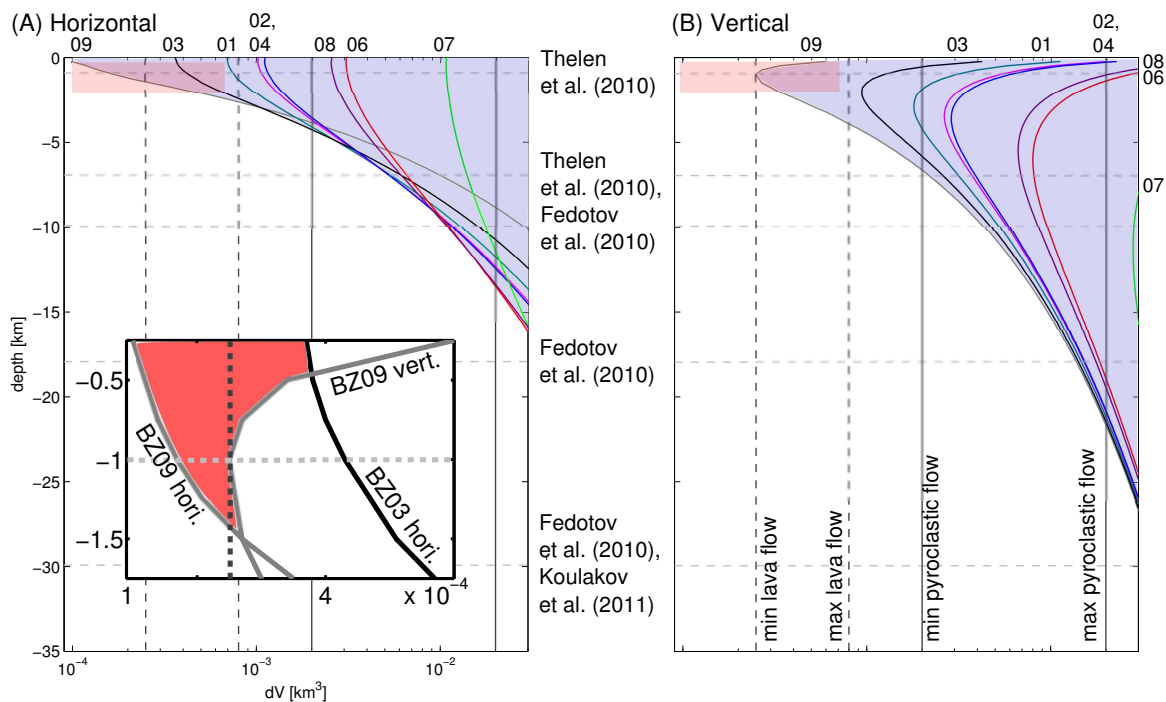 (A) Horizontal
02,
09
03
01
04
08
06
07
0
−5
−10
−15
−20
−25
−30
−35
depth [km]
10−4
10−3
10−2
dV [km3]
Thelen
et al. (2010)
Thelen
et al. (2010),
Fedotov
et al. (2010)
Fedotov
et al. (2010)
Fedotov
et al. (2010),
Koulakov
et al. (2011)
−0.5
−1
−1.5
1
4
x 10−4
BZ09 vert.
BZ09 hori.
BZ03 hori.
(B) Vertical
02,
09
03
01
04
08
06
07
min lava flow
max lava flow
min pyroclastic flow
max pyroclastic flow